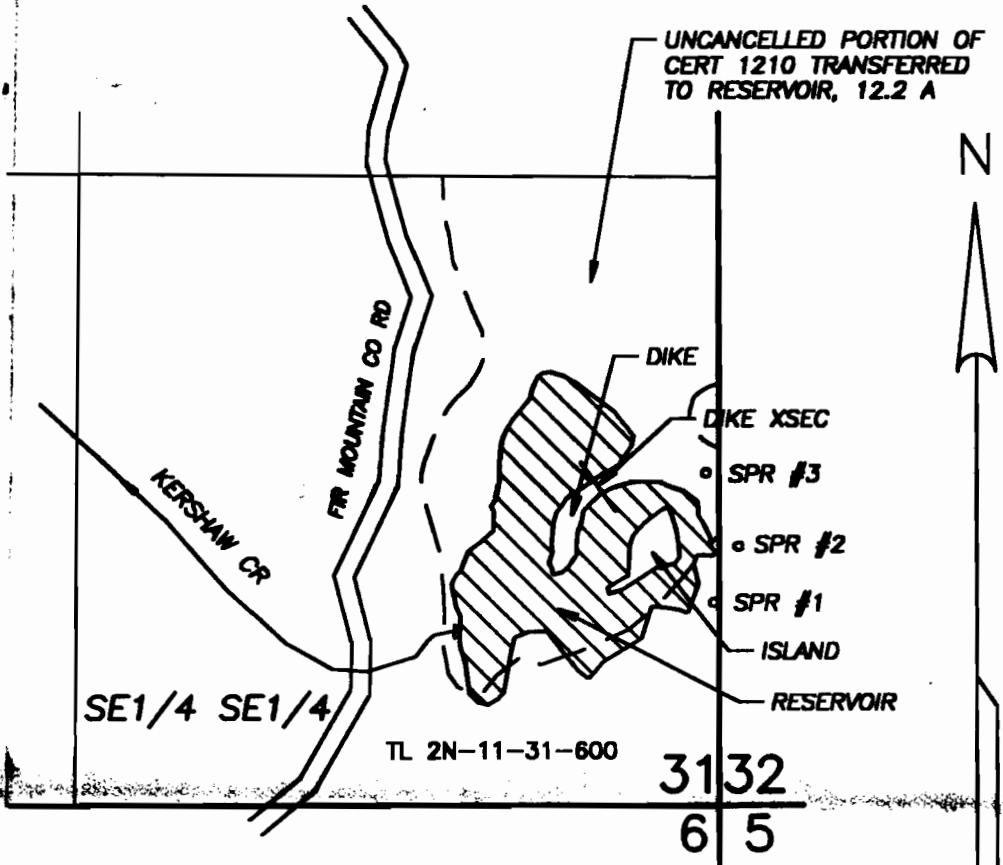 UNCANCELLED PORTION OF
CERT 1210 TRANSFERRED
TO RESERVOIR, 12.2 A
N
DIKE
DIKE XSEC
FIR MOUNTAIN CO RD
SPR #3
KERSHAW CR
SPR #2
SPR #1
ISLAND
SE1/4 SE1/4
RESERVOIR
TL 2N-11-31-600
31 32
6 5